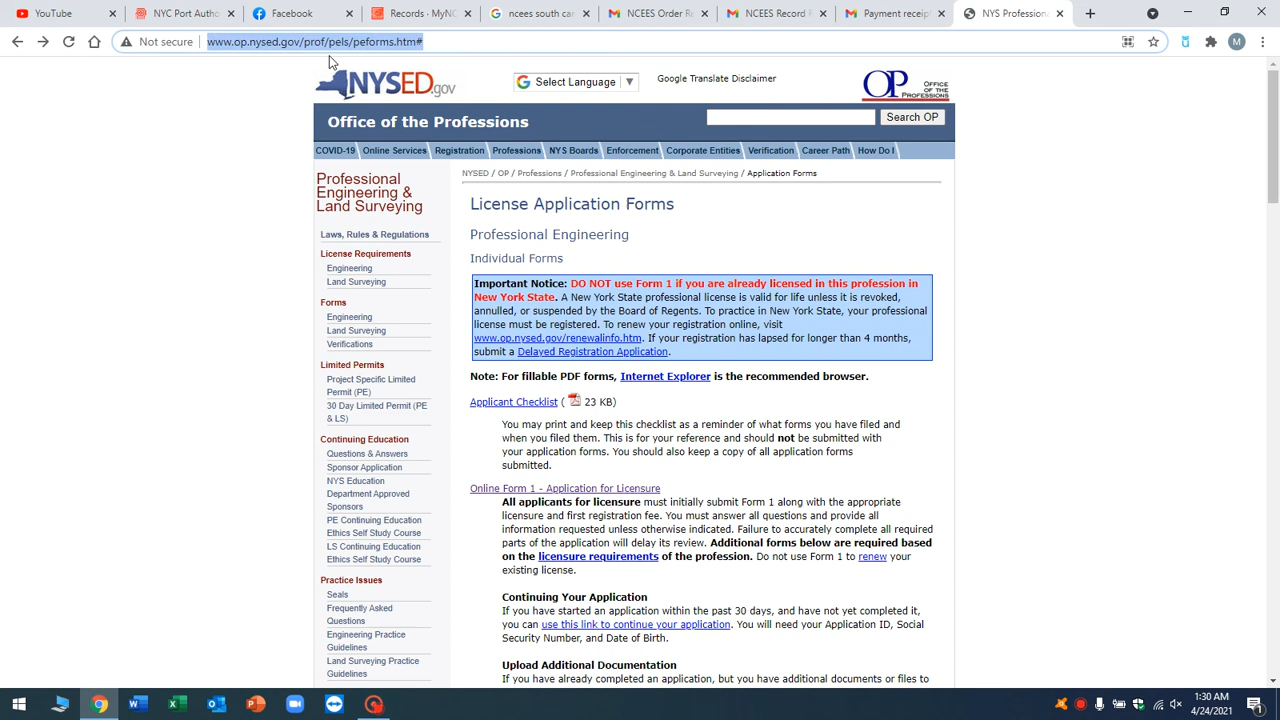 NYC Port Autho
(2) Facebook
Reports - MyNC
Professions sou
NCEES Order Re
NCEES Record R
Payment receipt
NYS Professiona
Not secure
www.op.nysed.gov/prof/pels/peforms.htm#
M
NYSED.gov
Select Language
Google Translate Disclaimer
OP OFFICE OF THE PROFESSIONS
Office of the Professions
Search OP
COVID-19 Online Services Registration Professions NYS Boards Enforcement Corporate Entities Verification Career Path How Do I
Professional
Engineering &
Land Surveying
Laws, Rules & Regulations
License Requirements
Engineering
Land Surveying
Forms
Engineering
Land Surveying
Verifications
Limited Permits
Project Specific Limited
Permit (PE)
30 Day Limited Permit (PE
& LS)
Continuing Education
Questions & Answers
Sponsor Application
NYS Education
Department Approved
Sponsors
PE Continuing Education
Ethics Self Study Course
LS Continuing Education
Ethics Self Study Course
Practice Issues
Seals
Frequently Asked
Questions
Engineering Practice
Guidelines
Land Surveying Practice
Guidelines
NYSED / OP / Professions / Professional Engineering & Land Surveying / Application Forms
License Application Forms
Professional Engineering
Individual Forms
Important Notice: DO NOT use Form 1 if you are already licensed in this profession in
New York State. A New York State professional license is valid for life unless it is revoked,
annulled, or suspended by the Board of Regents. To practice in New York State, your professional
license must be registered. To renew your registration online, visit
www.op.nysed.gov/renewalinfo.htm. If your registration has lapsed for longer than 4 months,
submit a Delayed Registration Application.
Note: For fillable PDF forms, Internet Explorer is the recommended browser.
Applicant Checklist ( 23 KB)
You may print and keep this checklist as a reminder of what forms you have filed and
when you filed them. This is for your reference and should not be submitted with
your application forms. You should also keep a copy of all application forms
submitted.
Online Form 1 - Application for Licensure
All applicants for licensure must initially submit Form 1 along with the appropriate
licensure and first registration fee. You must answer all questions and provide all
information requested unless otherwise indicated. Failure to accurately complete all required
parts of the application will delay its review. Additional forms below are required based
on the licensure requirements of the profession. Do not use Form 1 to renew your
existing license.
Continuing Your Application
If you have started an application within the past 30 days, and have not yet completed it,
you can use this link to continue your application. You will need your Application ID, Social
Security Number, and Date of Birth.
Upload Additional Documentation
If you have already completed an application, but you have additional documents or files to
1:30 AM
4/24/2021